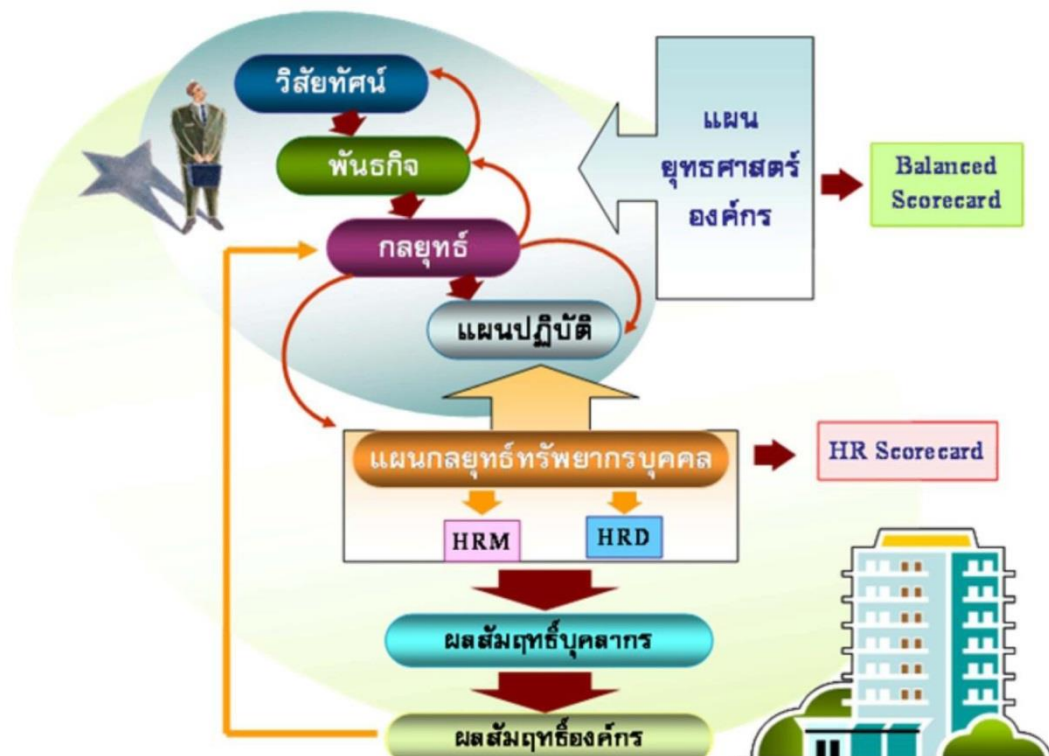 วิสัยทัศน์
พันธกิจ
กลยุทธ์
แผนปฏิบัติ
แผน
ยุทธศาสตร์
องค์กร
Balanced
Scorecard
แผนกลยุทธ์ทรัพยากรบุคคล
HR Scorecard
HRM
HRD
ผลสัมฤทธิ์บุคลากร
ผลสัมฤทธิ์องค์กร